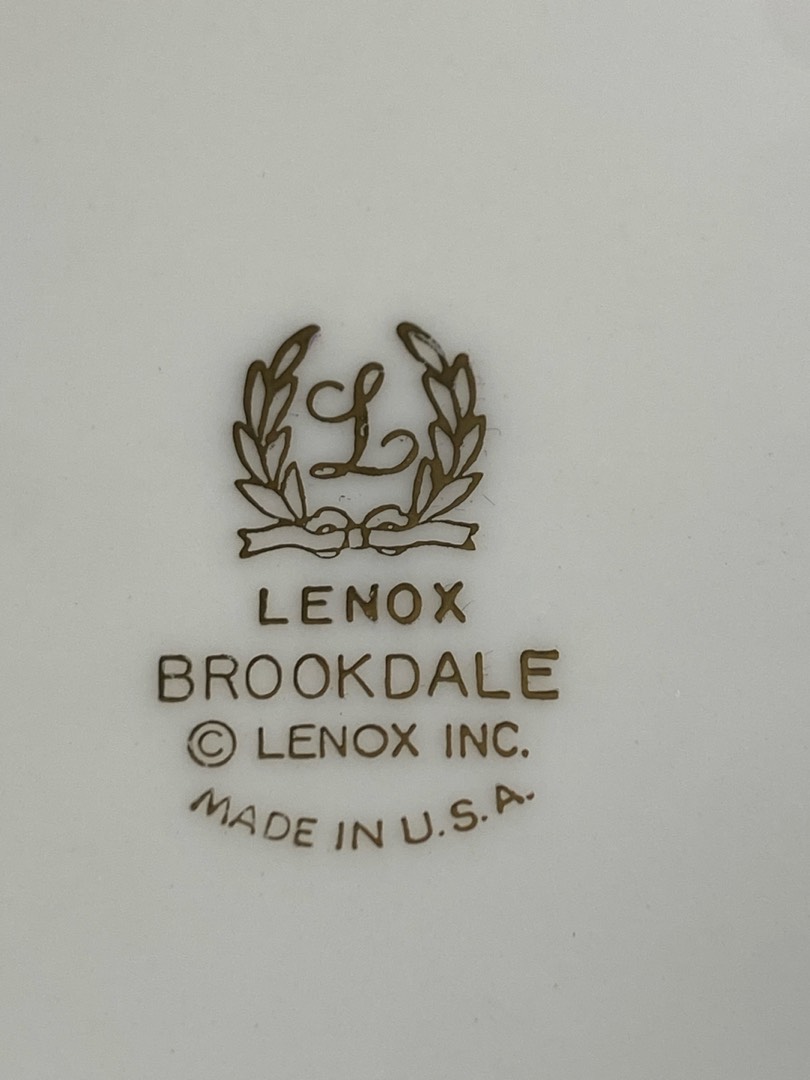 L
LENOX
BROOKDALE
© LENOX INC.
MADE IN U.S.A.